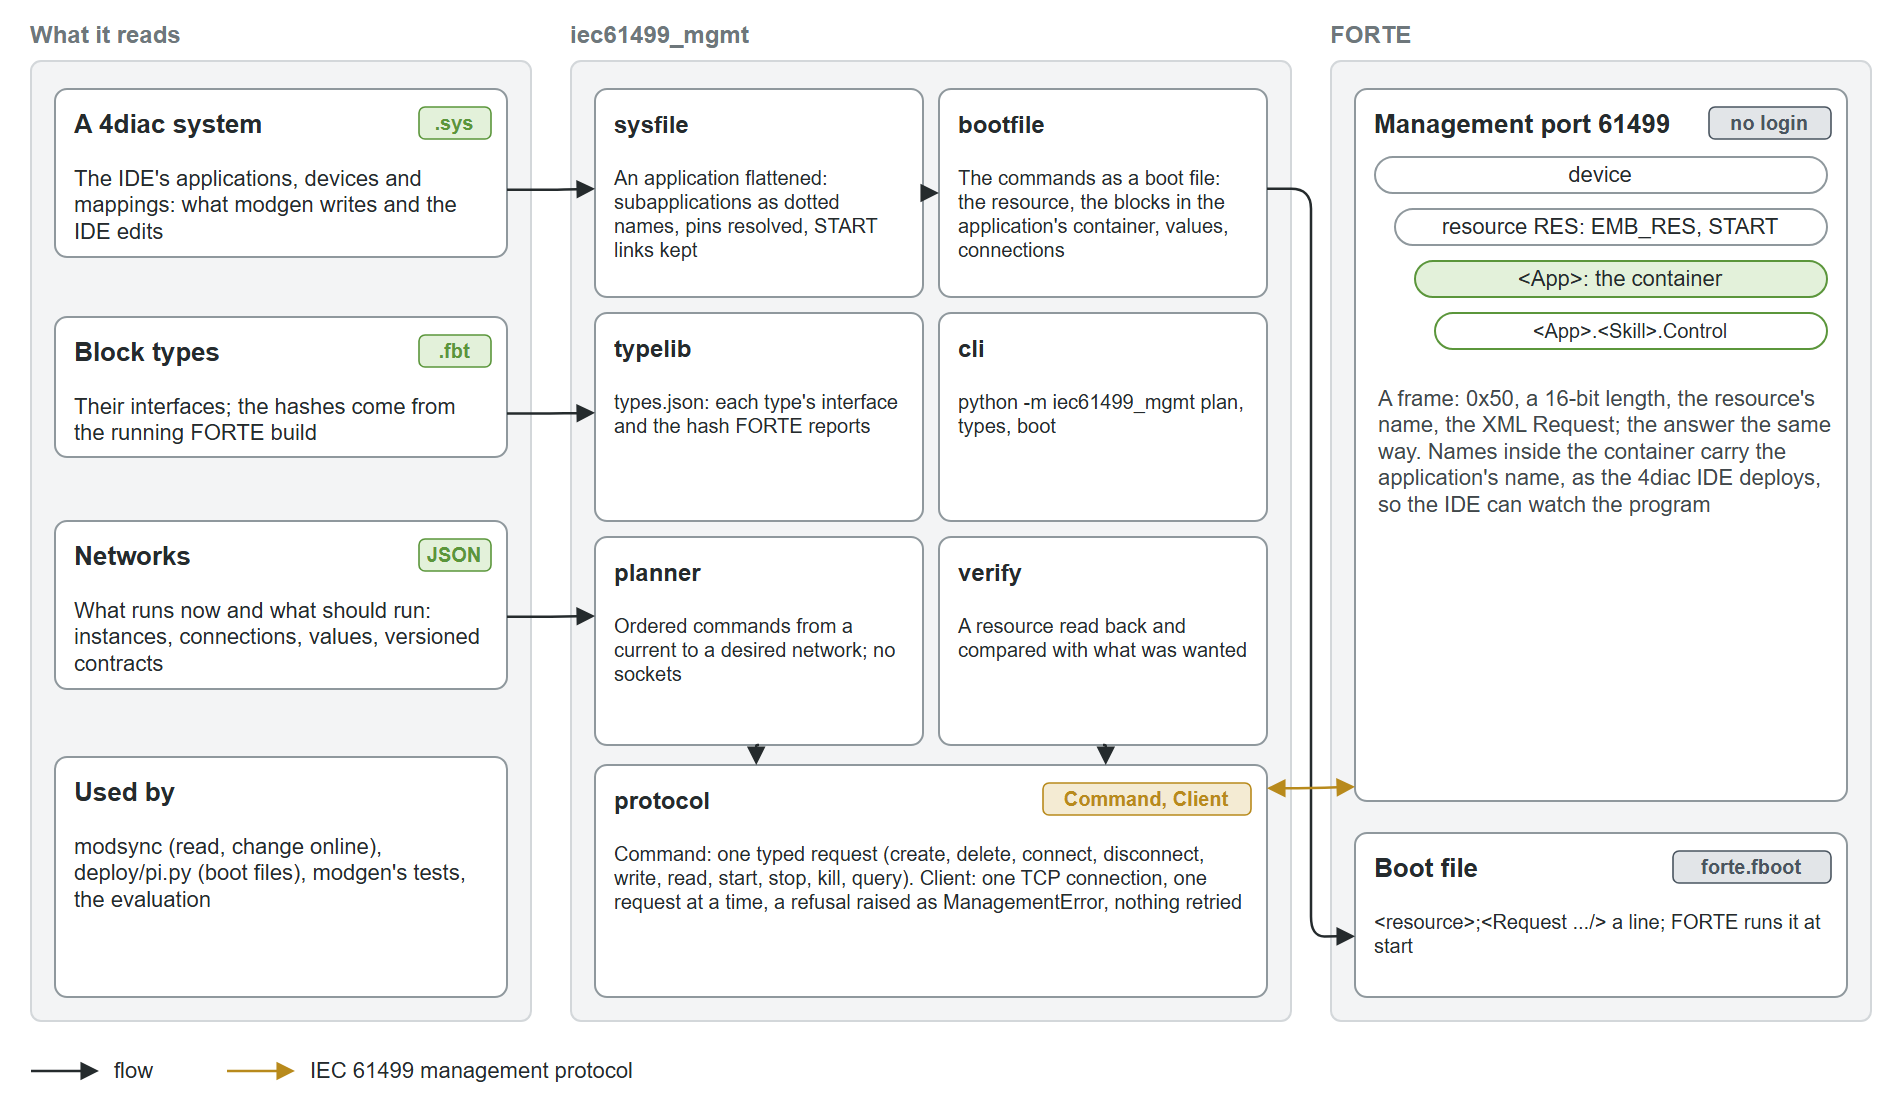 What it reads
A 4diac system
.sys
The IDE's applications, devices and
mappings: what modgen writes and the
IDE edits
Block types
.fbt
Their interfaces; the hashes come from
the running FORTE build
Networks
JSON
What runs now and what should run:
instances, connections, values, versioned
contracts
Used by
modsync (read, change online),
deploy/pi.py (boot files), modgen's tests,
the evaluation
iec61499_mgmt
sysfile
An application flattened:
subapplications as dotted
names, pins resolved, START
links kept
bootfile
The commands as a boot file:
the resource, the blocks in the
application's container, values,
connections
typelib
types.json: each type's interface
and the hash FORTE reports
cli
python -m iec61499_mgmt plan,
types, boot
planner
Ordered commands from a
current to a desired network; no
sockets
verify
A resource read back and
compared with what was wanted
protocol
Command, Client
Command: one typed request (create, delete, connect, disconnect,
write, read, start, stop, kill, query). Client: one TCP connection, one
request at a time, a refusal raised as ManagementError, nothing retried
FORTE
Management port 61499
no login
device
resource RES: EMB_RES, START
<App>: the container
<App>.<Skill>.Control
A frame: 0x50, a 16-bit length, the resource's
name, the XML Request; the answer the same
way. Names inside the container carry the
application's name, as the 4diac IDE deploys,
so the IDE can watch the program
Boot file
forte.fboot
<resource>;<Request .../> a line; FORTE runs it at
start
flow
IEC 61499 management protocol